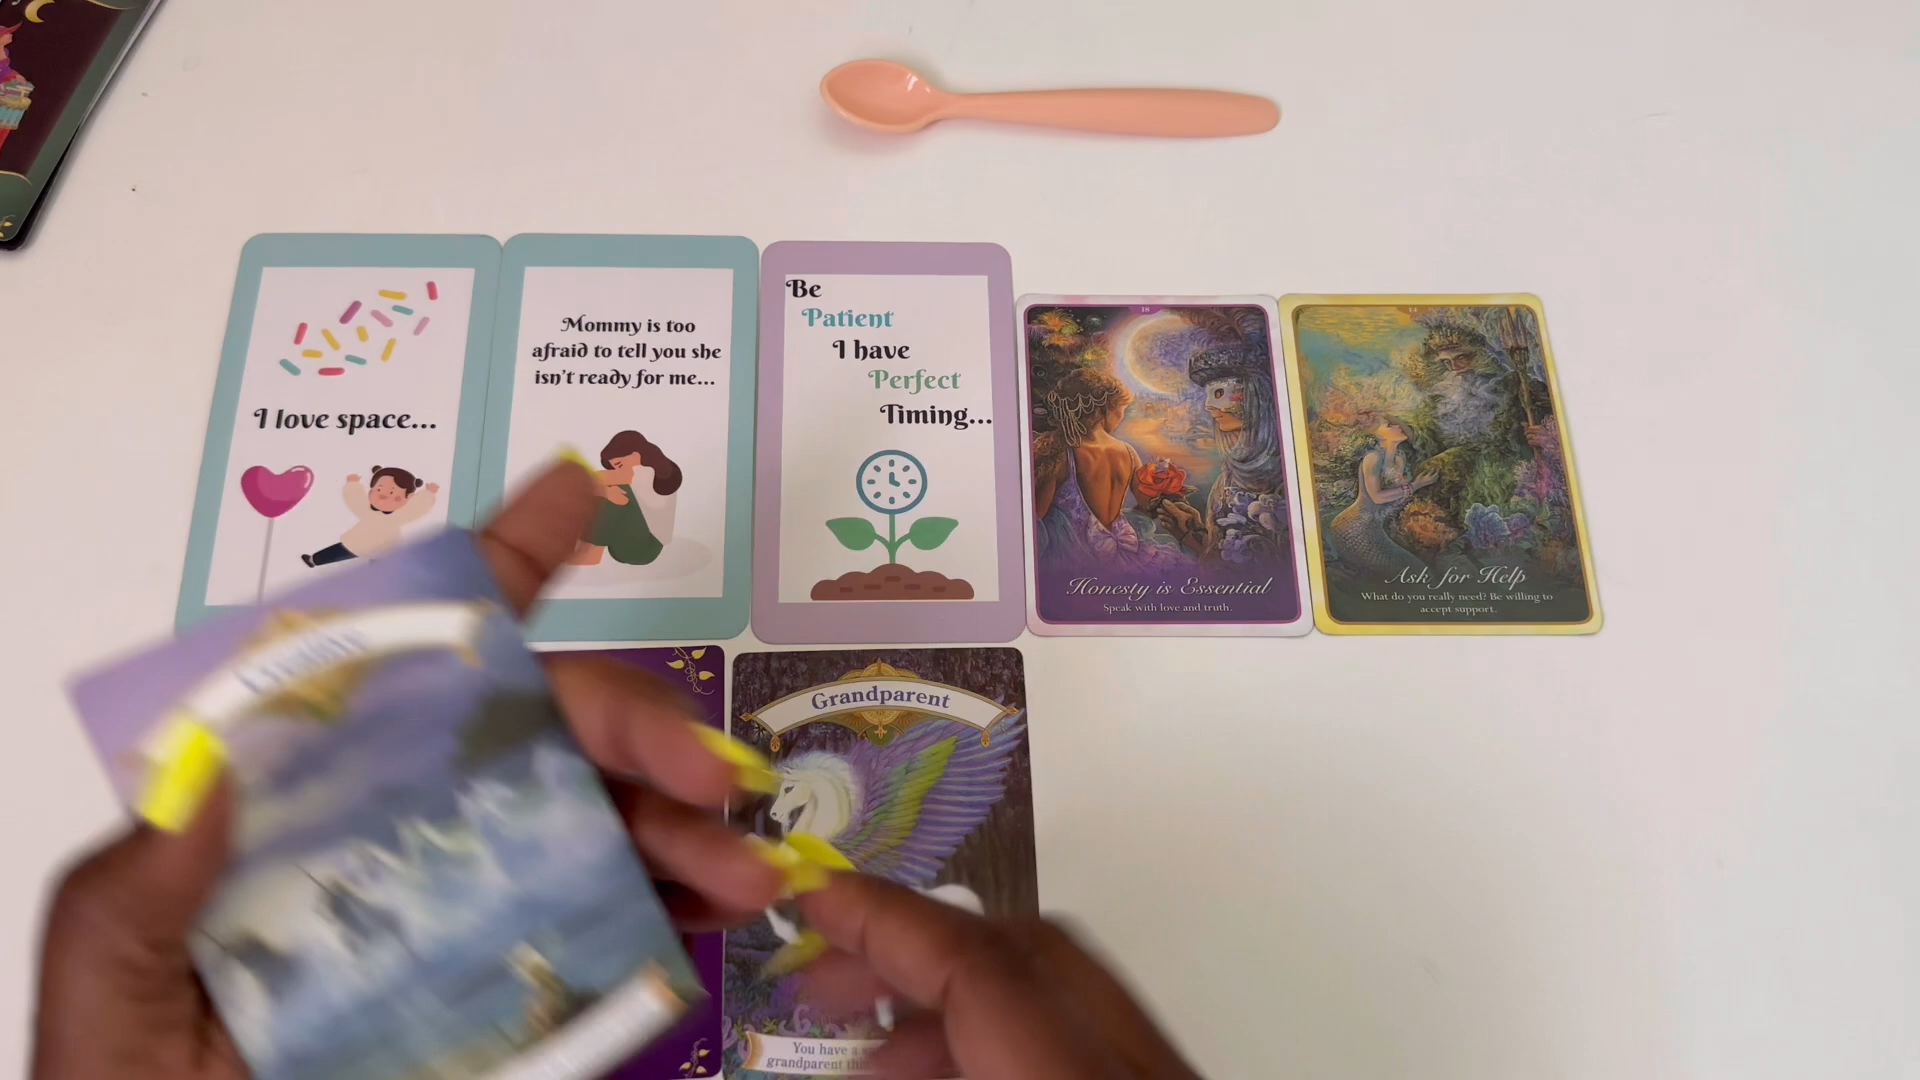 I love space...
Mommy is too
afraid to tell you she
isn't ready for me...
Be
Patient
I have
Perfect
Timing...
18
Honesty is Essential
Speak with love and truth.
14
Ask for Help
What do you really need? Be willing to
accept support.
Grandparent
You have a
grandparent